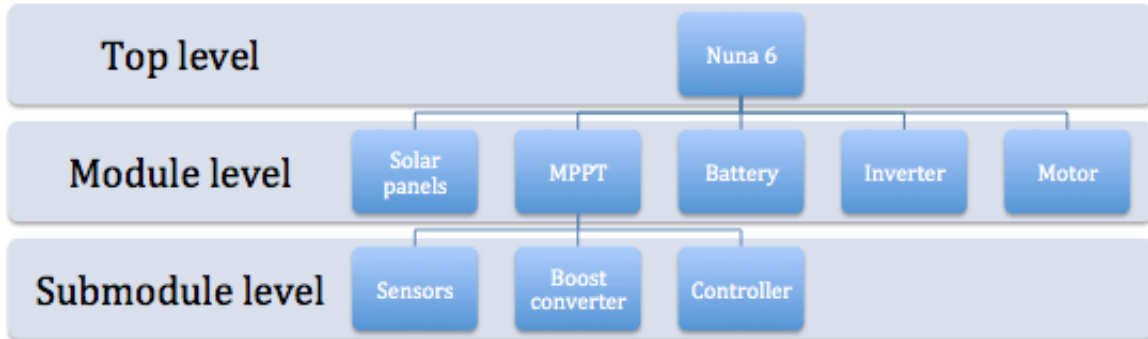 Top level
Nuna 6
Module level
Solar
panels
MPPT
Battery
Inverter
Motor
Submodule level
Sensors
Boost
converter
Controller